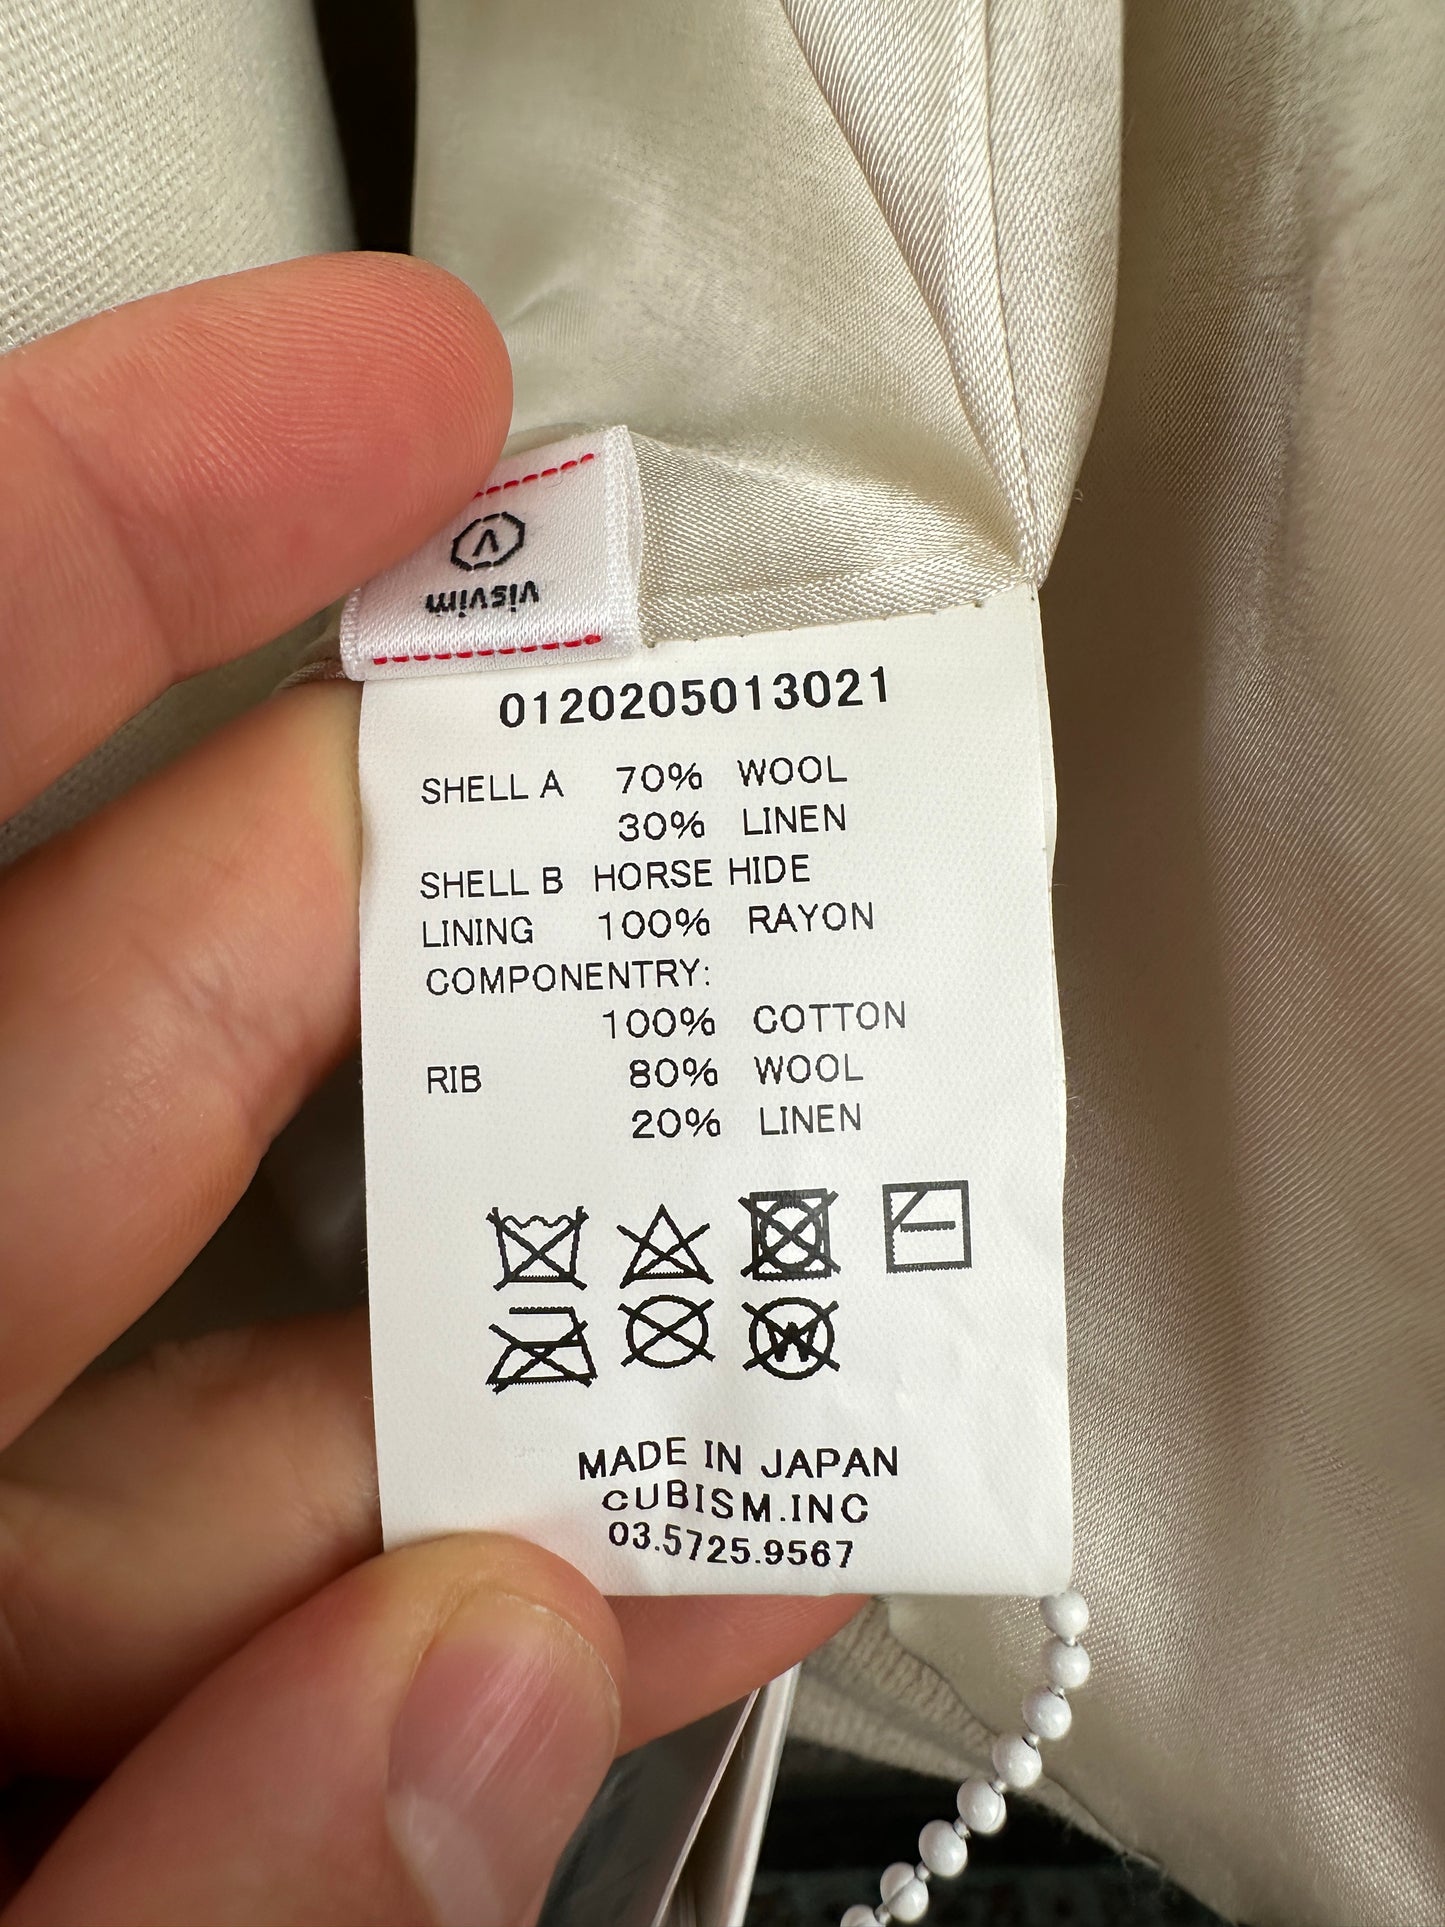 V
visvim
0120205013021
SHELL A 70% WOOL
30% LINEN
SHELL B HORSE HIDE
LINING 100% RAYON
COMPONENTRY:
100% COTTON
RIB 80% WOOL
20% LINEN
W
MADE IN JAPAN
CUBISM.INC
03.5725.9567